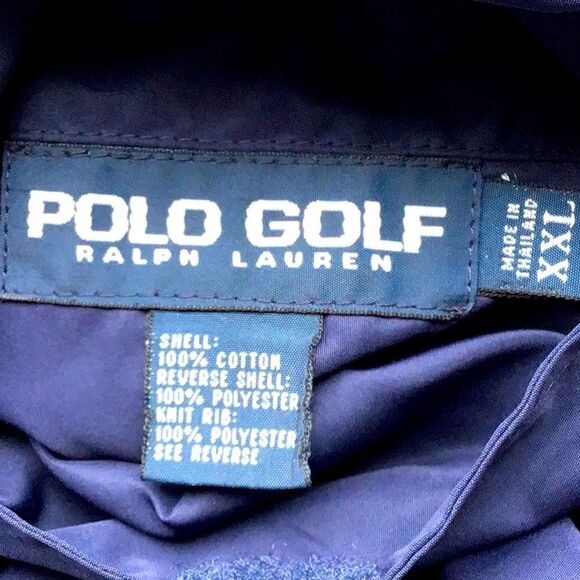 POLO GOLF
RALPH LAUREN
MADE IN
THAILAND
XXL
SHELL:
100% COTTON
REVERSE SHELL:
100% POLYESTER
KNIT RIB:
100% POLYESTER
SEE REVERSE